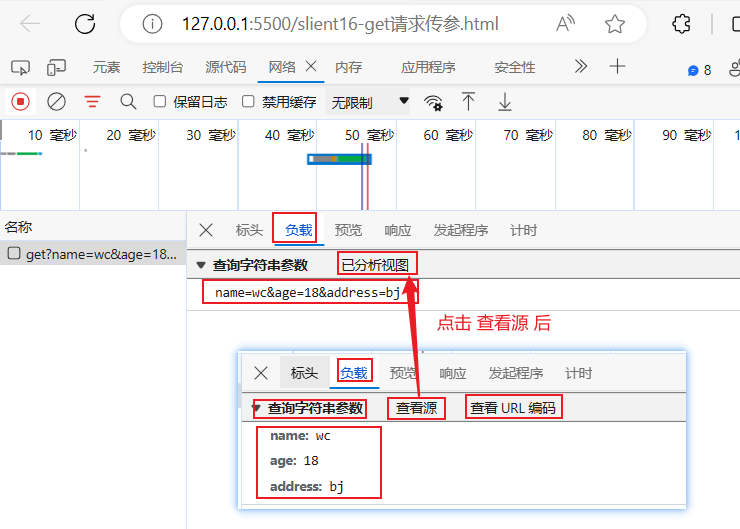 127.0.0.1:5500/slient16-get请求传参.html
元素 控制台 源代码 网络 内存 应用程序 安全性 8
保留日志 禁用缓存 无限制
10 毫秒 20 毫秒 30 毫秒 40 毫秒 50 毫秒 60 毫秒 70 毫秒 80 毫秒 90 毫秒
名称
标头 负载 预览 响应 发起程序 计时
get?name=wc&age=18...
查询字符串参数 已分析视图
name=wc&age=18&address=bj
点击 查看源 后
标头 负载 预览 响应 发起程序 计时
查询字符串参数 查看源 查看 URL 编码
name: wc
age: 18
address: bj